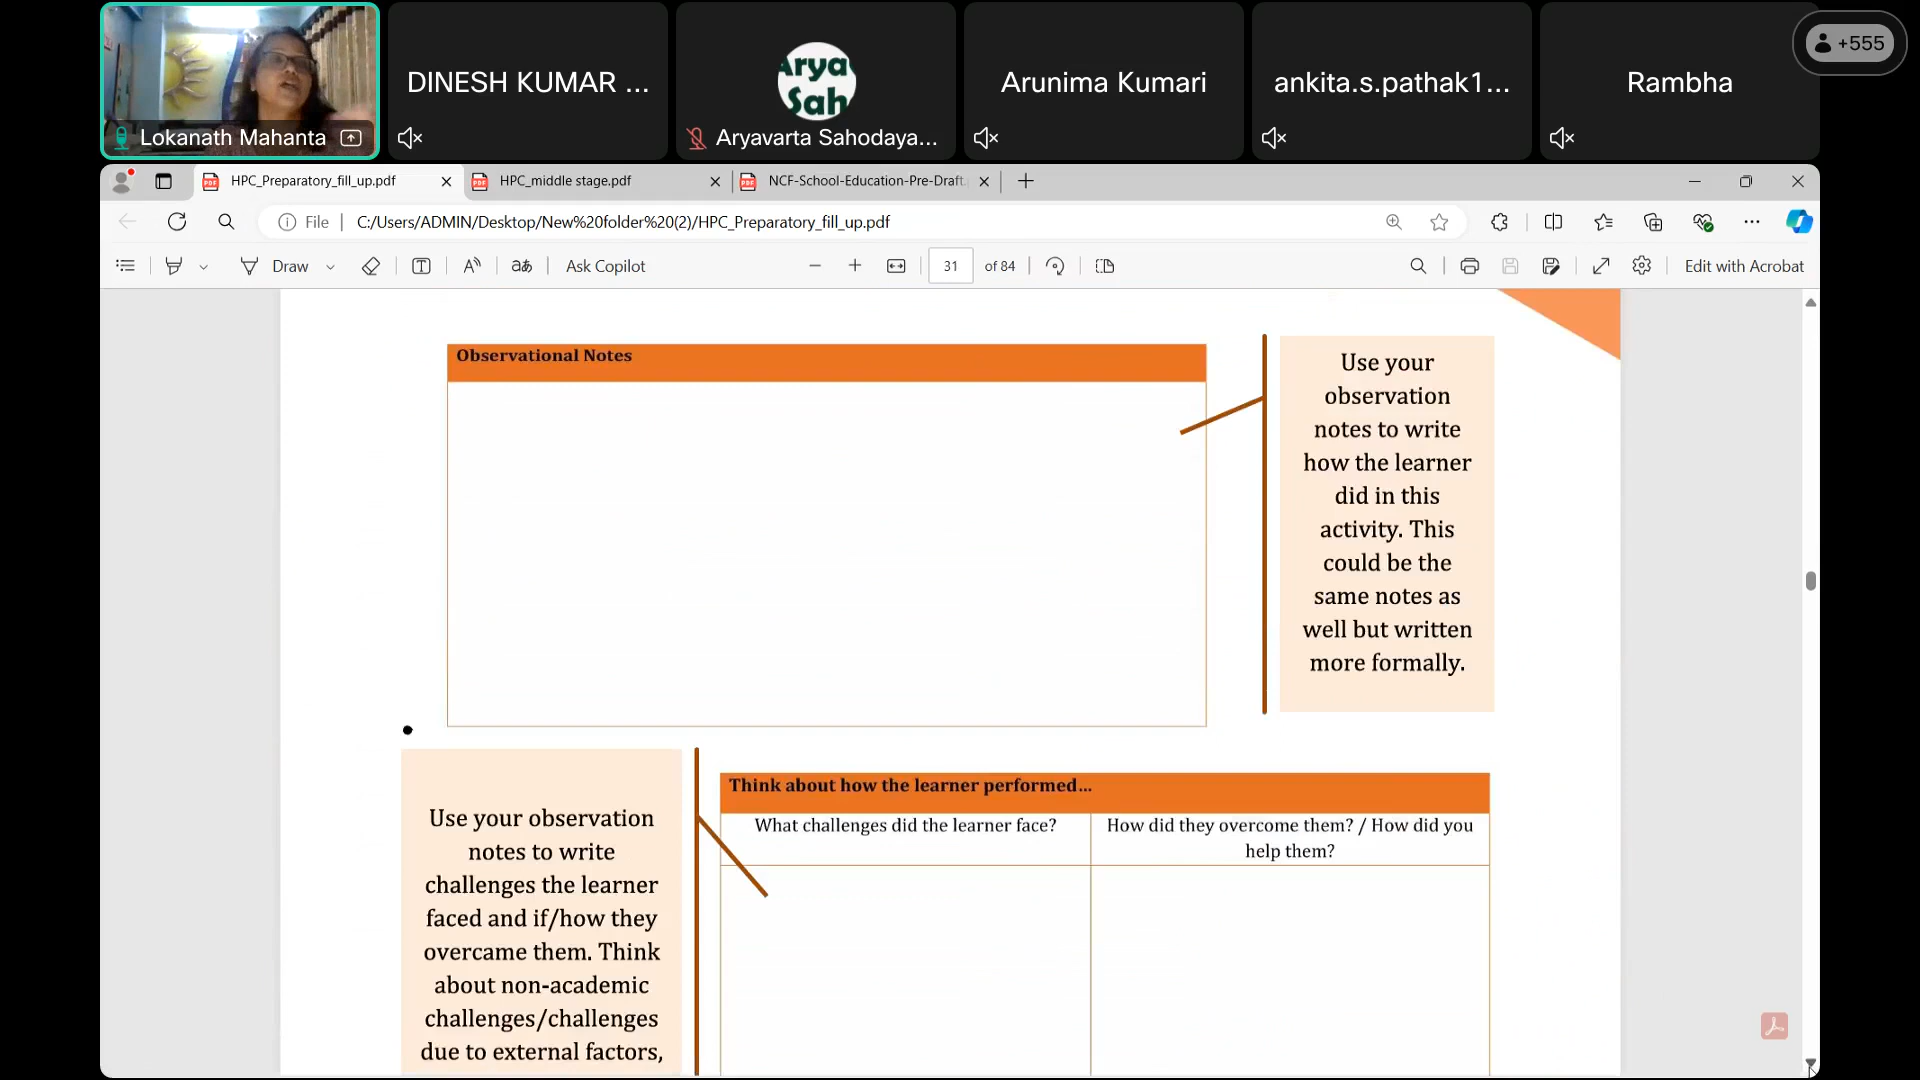 +555
DINESH KUMAR ...
Arya
Sah
Arunima Kumari
ankita.s.pathak1...
Rambha
Lokanath Mahanta
Aryavarta Sahodaya...
HPC_Preparatory_fill_up.pdf
HPC_middle stage.pdf
NCF-School-Education-Pre-Draft.
File
C:/Users/ADMIN/Desktop/New%20folder%20(2)/HPC_Preparatory_fill_up.pdf
Draw
Ask Copilot
31
of 84
Edit with Acrobat
Observational Notes
Use your
observation
notes to write
how the learner
did in this
activity. This
could be the
same notes as
well but written
more formally.
Use your observation
notes to write
challenges the learner
faced and if/how they
overcame them. Think
about non-academic
challenges/challenges
due to external factors,
Think about how the learner performed...
What challenges did the learner face?
How did they overcome them? / How did you
help them?